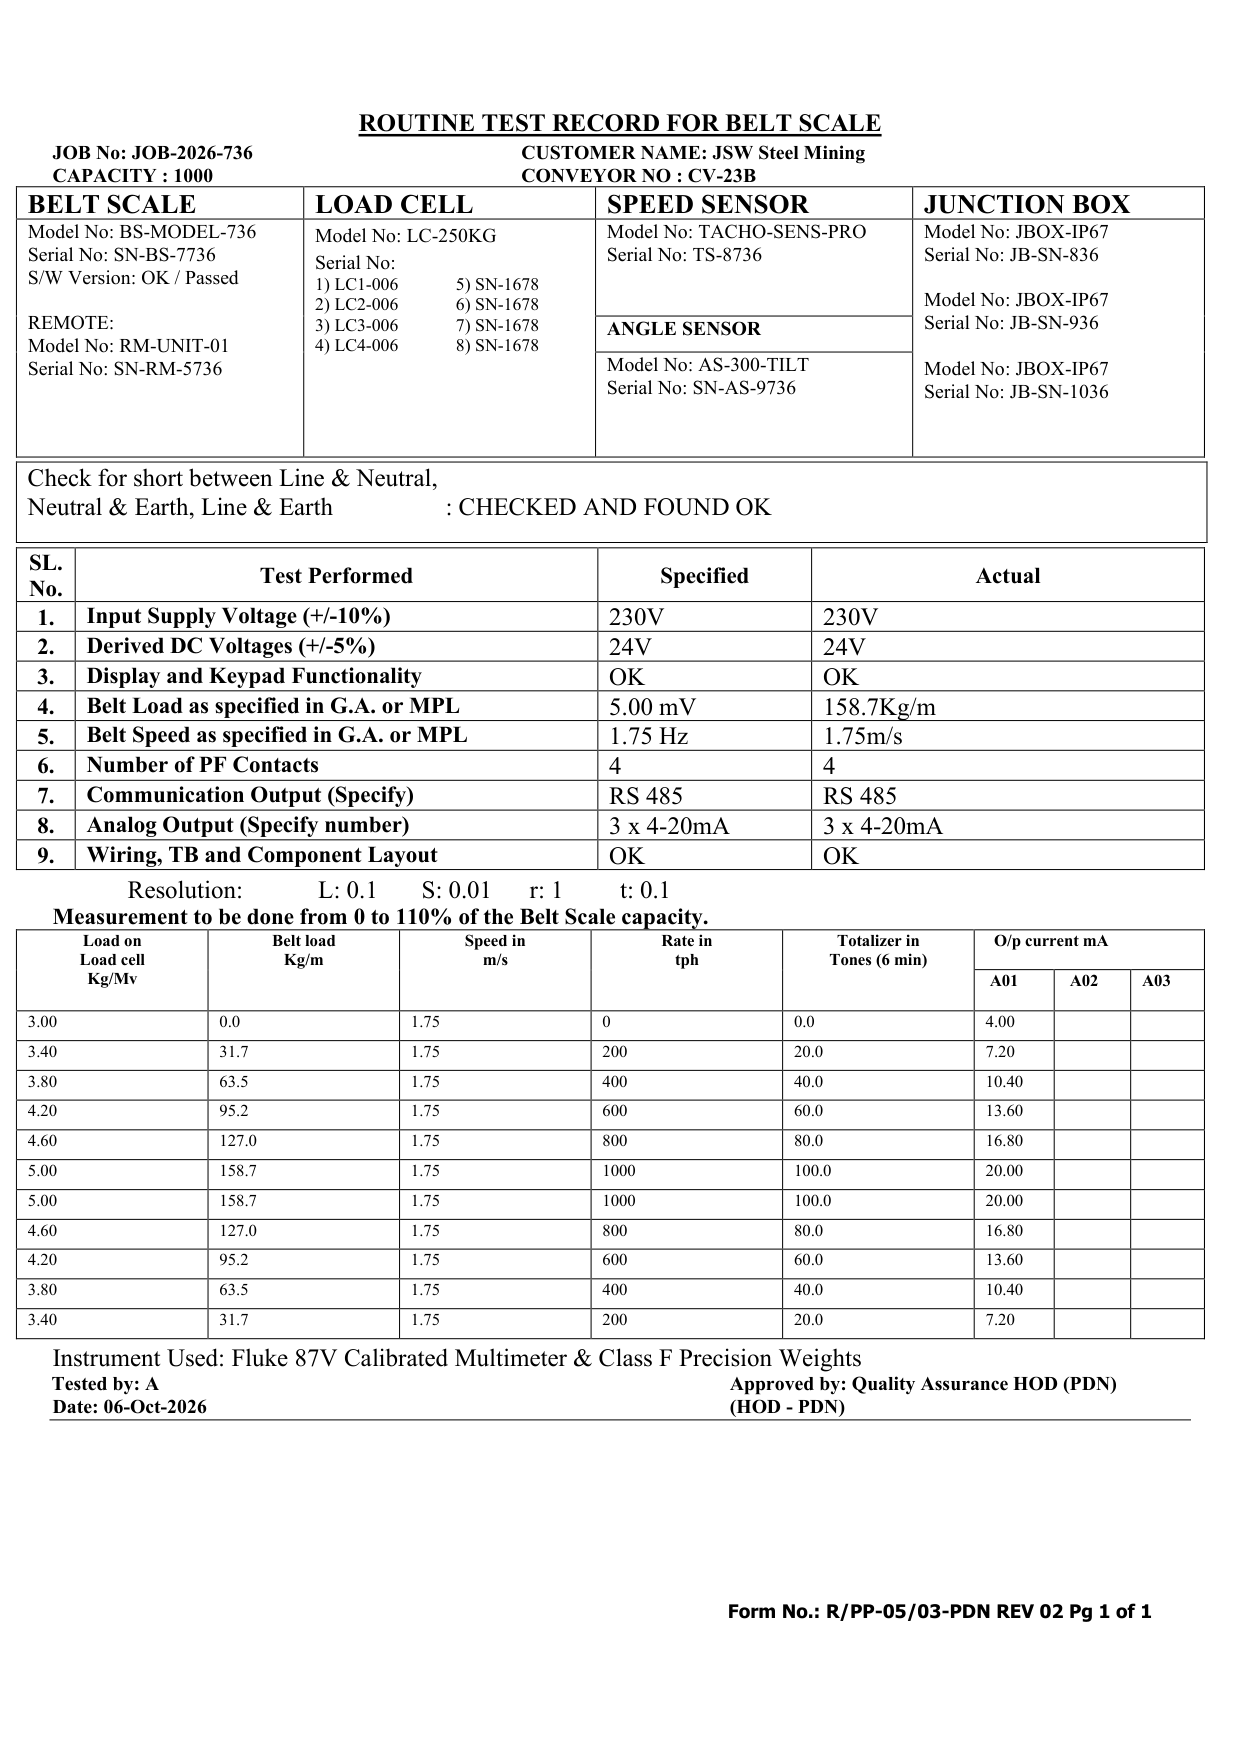 ROUTINE TEST RECORD FOR BELT SCALE
JOB No: JOB-2026-736 CUSTOMER NAME: JSW Steel Mining
CAPACITY : 1000 CONVEYOR NO : CV-23B
BELT SCALE
Model No: BS-MODEL-736
Serial No: SN-BS-7736
S/W Version: OK / Passed
REMOTE:
Model No: RM-UNIT-01
Serial No: SN-RM-5736
LOAD CELL
Model No: LC-250KG
Serial No:
1) LC1-006 5) SN-1678
2) LC2-006 6) SN-1678
3) LC3-006 7) SN-1678
4) LC4-006 8) SN-1678
SPEED SENSOR
Model No: TACHO-SENS-PRO
Serial No: TS-8736
ANGLE SENSOR
Model No: AS-300-TILT
Serial No: SN-AS-9736
JUNCTION BOX
Model No: JBOX-IP67
Serial No: JB-SN-836
Model No: JBOX-IP67
Serial No: JB-SN-936
Model No: JBOX-IP67
Serial No: JB-SN-1036
Check for short between Line & Neutral,
Neutral & Earth, Line & Earth : CHECKED AND FOUND OK
SL. No. Test Performed Specified Actual
1. Input Supply Voltage (+/-10%) 230V 230V
2. Derived DC Voltages (+/-5%) 24V 24V
3. Display and Keypad Functionality OK OK
4. Belt Load as specified in G.A. or MPL 5.00 mV 158.7Kg/m
5. Belt Speed as specified in G.A. or MPL 1.75 Hz 1.75m/s
6. Number of PF Contacts 4 4
7. Communication Output (Specify) RS 485 RS 485
8. Analog Output (Specify number) 3 x 4-20mA 3 x 4-20mA
9. Wiring, TB and Component Layout OK OK
Resolution: L: 0.1 S: 0.01 r: 1 t: 0.1
Measurement to be done from 0 to 110% of the Belt Scale capacity.
Load on Belt load Speed in Rate in Totalizer in O/p current mA
Load cell Kg/m m/s tph Tones (6 min)
Kg/Mv A01 A02 A03
3.00 0.0 1.75 0 0.0 4.00
3.40 31.7 1.75 200 20.0 7.20
3.80 63.5 1.75 400 40.0 10.40
4.20 95.2 1.75 600 60.0 13.60
4.60 127.0 1.75 800 80.0 16.80
5.00 158.7 1.75 1000 100.0 20.00
5.00 158.7 1.75 1000 100.0 20.00
4.60 127.0 1.75 800 80.0 16.80
4.20 95.2 1.75 600 60.0 13.60
3.80 63.5 1.75 400 40.0 10.40
3.40 31.7 1.75 200 20.0 7.20
Instrument Used: Fluke 87V Calibrated Multimeter & Class F Precision Weights
Tested by: A Approved by: Quality Assurance HOD (PDN)
Date: 06-Oct-2026 (HOD - PDN)
Form No.: R/PP-05/03-PDN REV 02 Pg 1 of 1